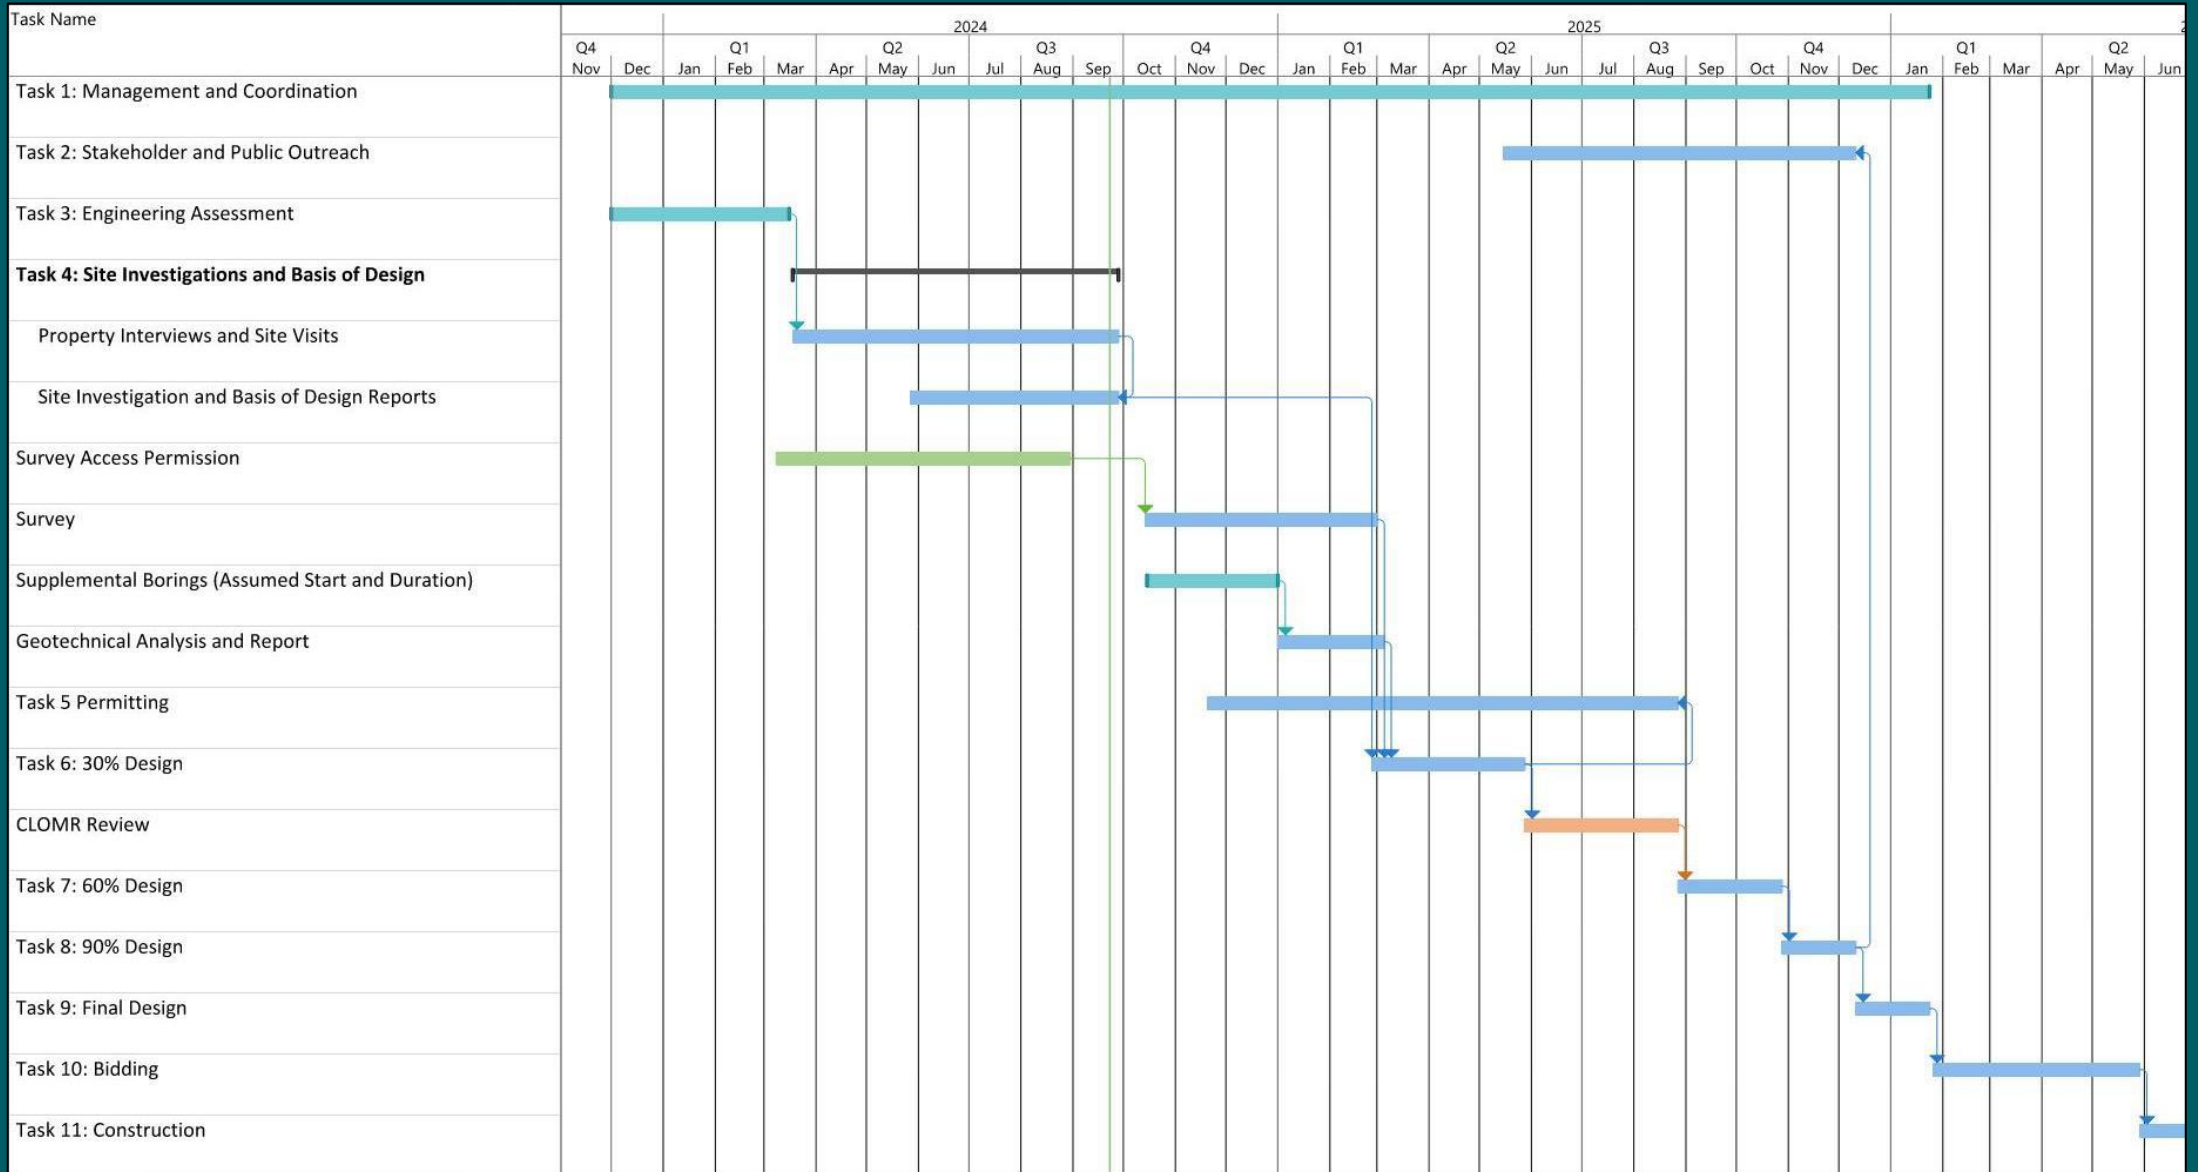 Task Name
2024
2025
2
Q4 Q1 Q2 Q3 Q4 Q1 Q2 Q3 Q4 Q1 Q2
Nov Dec Jan Feb Mar Apr May Jun Jul Aug Sep Oct Nov Dec Jan Feb Mar Apr May Jun Jul Aug Sep Oct Nov Dec Jan Feb Mar Apr May Jun
Task 1: Management and Coordination
Task 2: Stakeholder and Public Outreach
Task 3: Engineering Assessment
Task 4: Site Investigations and Basis of Design
Property Interviews and Site Visits
Site Investigation and Basis of Design Reports
Survey Access Permission
Survey
Supplemental Borings (Assumed Start and Duration)
Geotechnical Analysis and Report
Task 5 Permitting
Task 6: 30% Design
CLOMR Review
Task 7: 60% Design
Task 8: 90% Design
Task 9: Final Design
Task 10: Bidding
Task 11: Construction